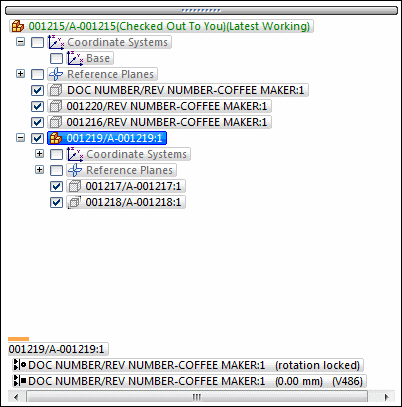 001215/A-001215(Checked Out To You)(Latest Working)
Coordinate Systems
Base
Reference Planes
DOC NUMBER/REV NUMBER-COFFEE MAKER:1
001220/REV NUMBER-COFFEE MAKER:1
001216/REV NUMBER-COFFEE MAKER:1
001219/A-001219:1
Coordinate Systems
Reference Planes
001217/A-001217:1
001218/A-001218:1
001219/A-001219:1
DOC NUMBER/REV NUMBER-COFFEE MAKER:1 (rotation locked)
DOC NUMBER/REV NUMBER-COFFEE MAKER:1 (0.00 mm) (V486)